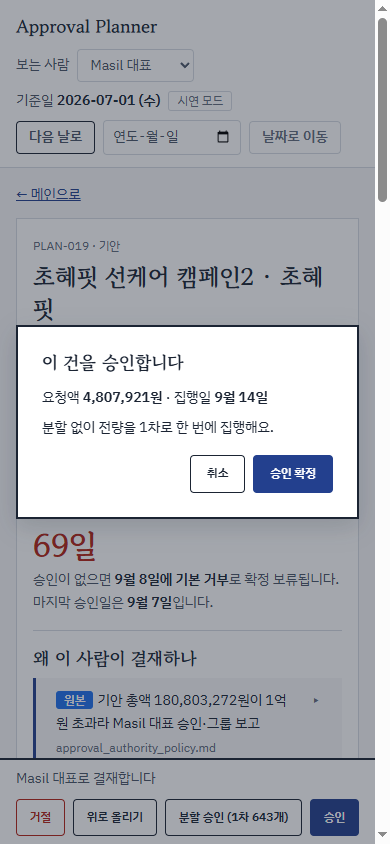 Approval Planner
보는 사람 Masil 대표
기준일 2026-07-01 (수) 시연 모드
다음 날로 연도-월-일 날짜로 이동
← 메인으로
PLAN-019 · 기안
초혜핏 선케어 캠페인2 · 초혜
핏
이 건을 승인합니다
요청액 4,807,921원 · 집행일 9월 14일
분할 없이 전량을 1차로 한 번에 집행해요.
취소 승인 확정
69일
승인이 없으면 9월 8일에 기본 거부로 확정 보류됩니다.
마지막 승인일은 9월 7일입니다.
왜 이 사람이 결재하나
원본 기안 총액 180,803,272원이 1억
원 초과라 Masil 대표 승인·그룹 보고
approval_authority_policy.md
Masil 대표로 결재합니다
거절 위로 올리기 분할 승인 (1차 643개) 승인